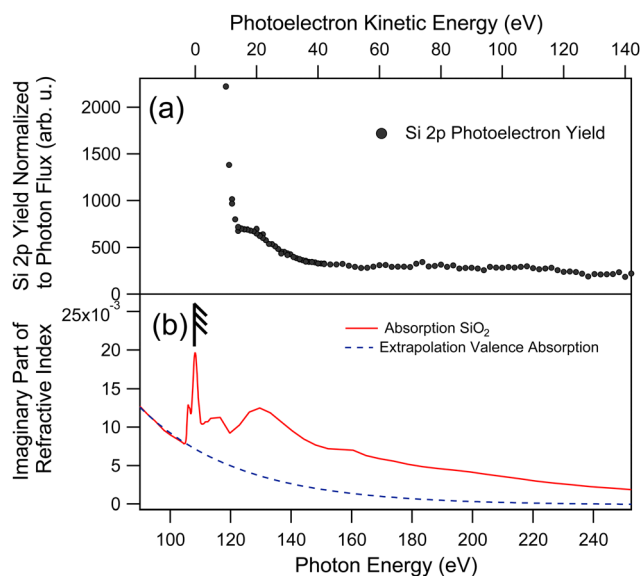 Photoelectron Kinetic Energy (eV)
0 20 40 60 80 100 120 140
Si 2p Yield Normalized
to Photon Flux (arb. u.)
2000
1500
1000
500
0
(a)
Si 2p Photoelectron Yield
Imaginary Part of
Refractive Index
25x10⁻³
20
15
10
5
0
(b)
Absorption SiO₂
Extrapolation Valence Absorption
100 120 140 160 180 200 220 240
Photon Energy (eV)